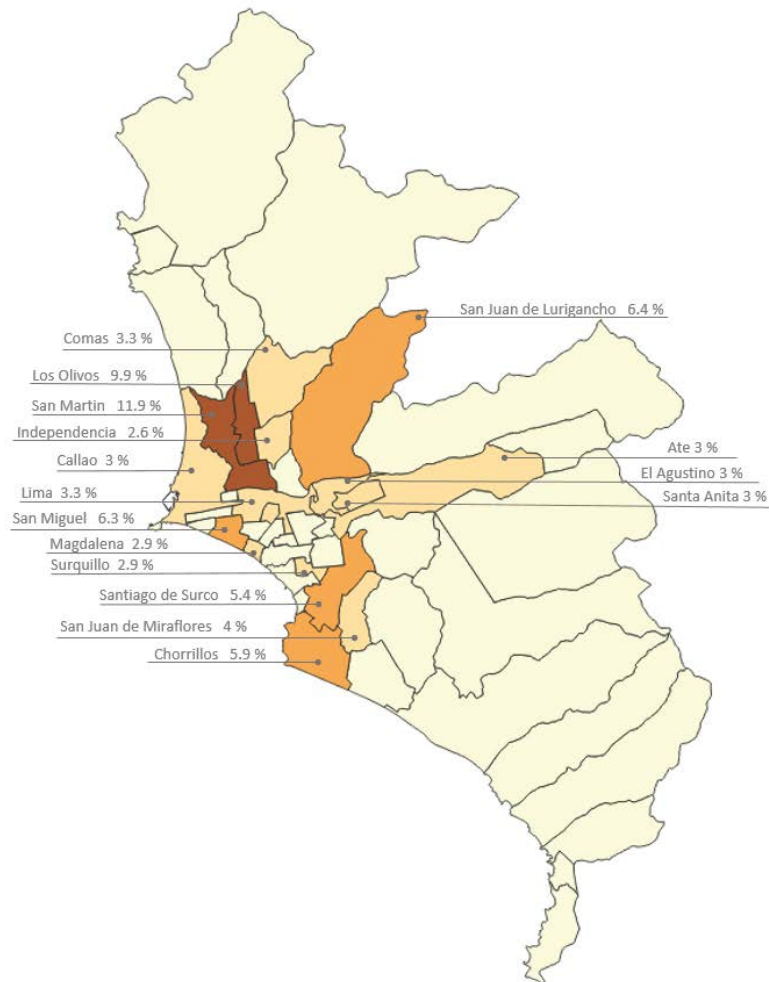 San Juan de Lurigancho 6.4 %
Comas 3.3 %
Los Olivos 9.9 %
San Martin 11.9 %
Independencia 2.6 %
Ate 3 %
Callao 3 %
El Agustino 3 %
Lima 3.3 %
Santa Anita 3 %
San Miguel 6.3 %
Magdalena 2.9 %
Surquillo 2.9 %
Santiago de Surco 5.4 %
San Juan de Miraflores 4 %
Chorrillos 5.9 %